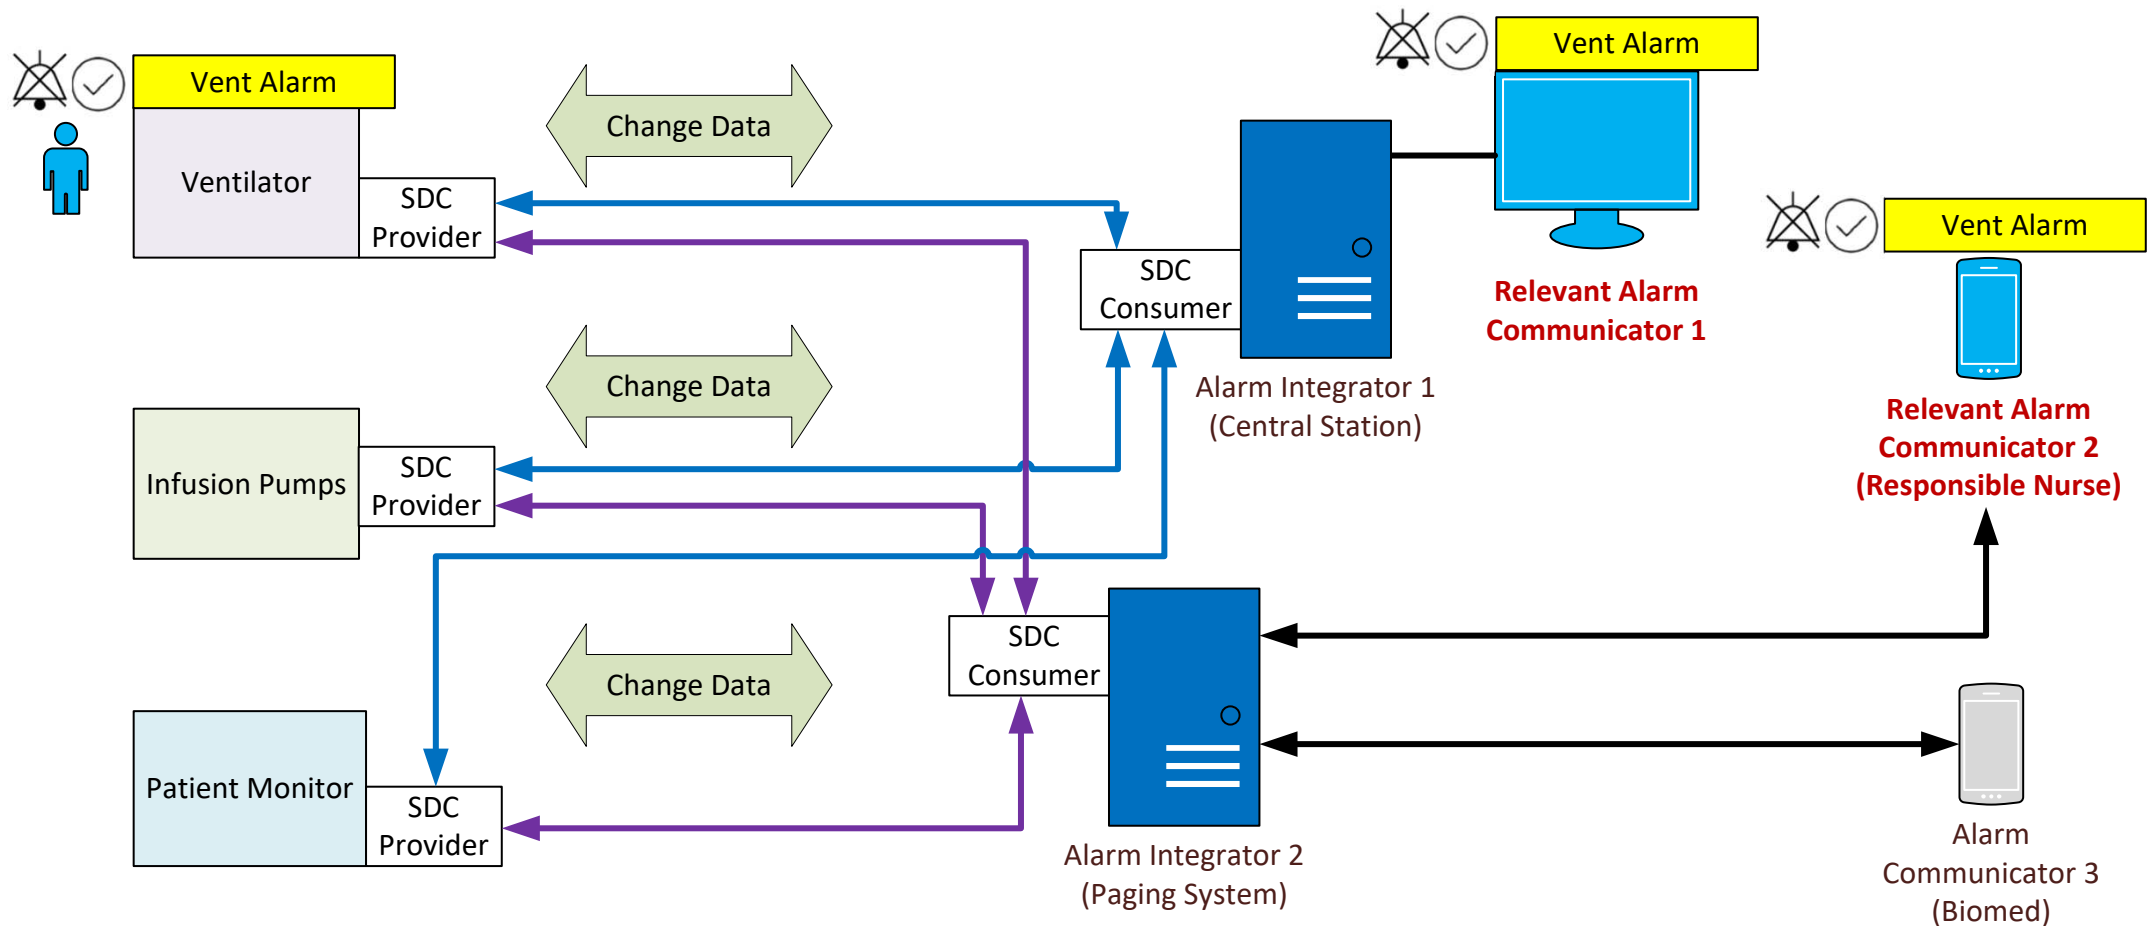 Vent Alarm
Ventilator
SDC
Provider
Change Data
Vent Alarm
SDC
Consumer
Relevant Alarm
Communicator 1
Alarm Integrator 1
(Central Station)
Vent Alarm
Relevant Alarm
Communicator 2
(Responsible Nurse)
Change Data
Infusion Pumps
SDC
Provider
SDC
Consumer
Change Data
Patient Monitor
SDC
Provider
Alarm Integrator 2
(Paging System)
Alarm
Communicator 3
(Biomed)